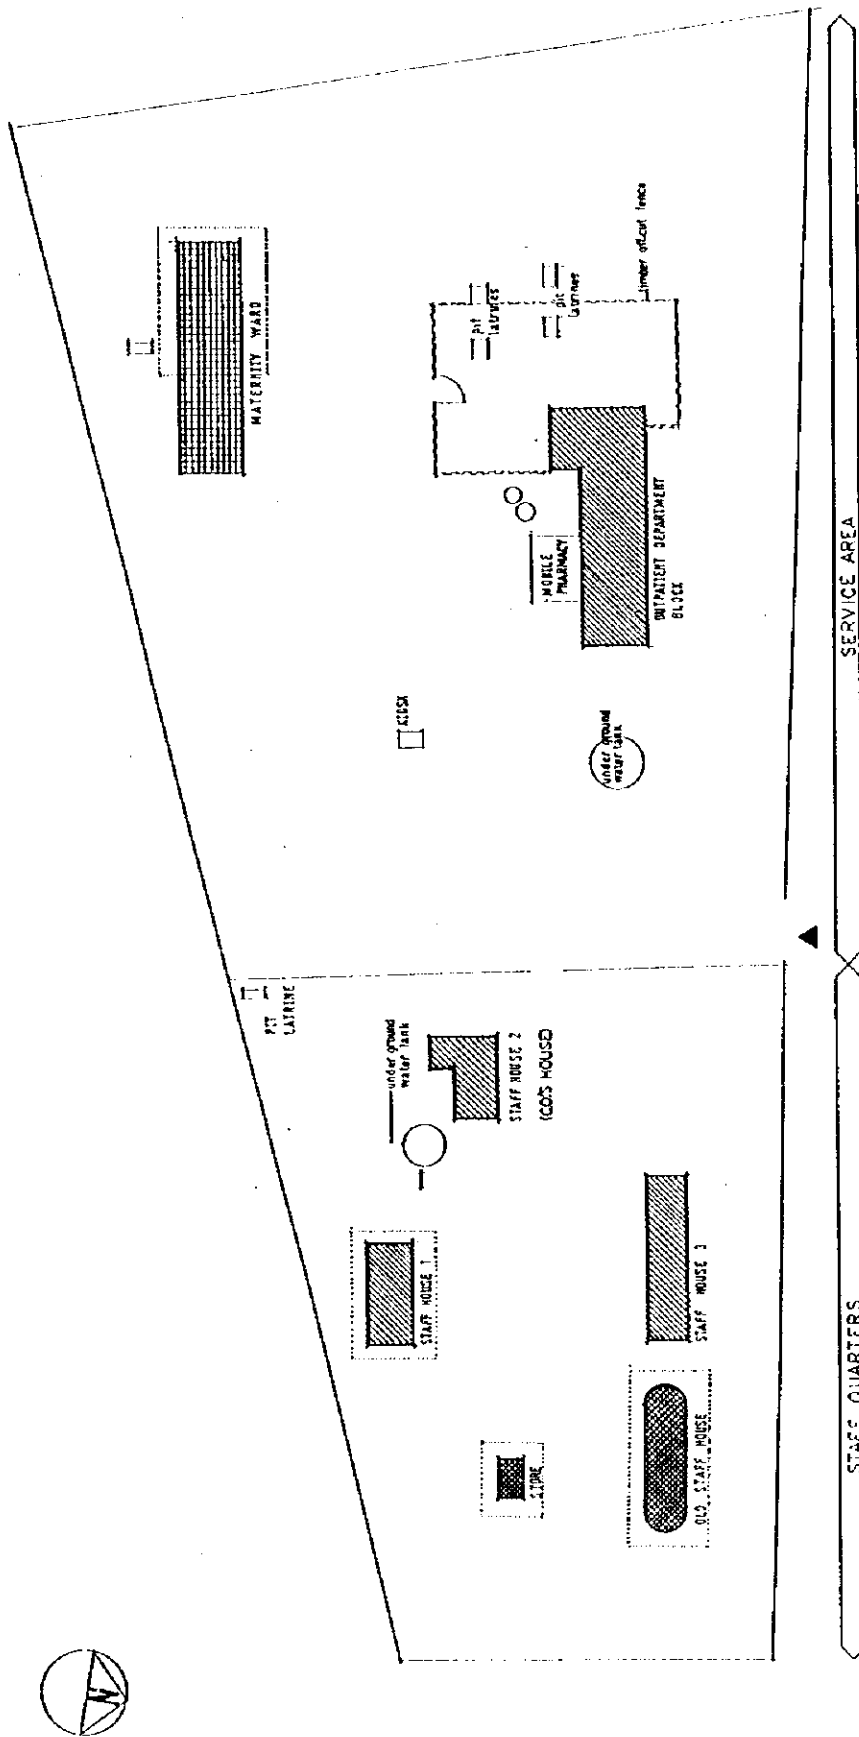 N
STORE
OLD STAFF HOUSE
STAFF HOUSE 1
STAFF HOUSE 3
under ground
water tank
STAFF HOUSE 2
(CO'S HOUSE)
PIT
LATRINE
KIOSK
under ground
water tank
MOBILE
PHARMACY
OUTPATIENT DEPARTMENT
BLOCK
MATERNITY WARD
pit
latrines
pit
latrines
timber offcut fence
STAFF QUARTERS
SERVICE AREA